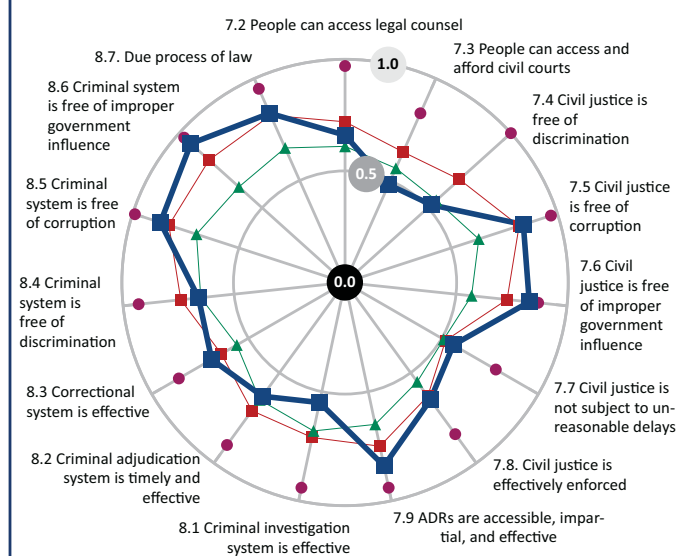 7.2 People can access legal counsel
7.3 People can access and
afford civil courts
7.4 Civil justice is
free of
discrimination
7.5 Civil justice
is free of
corruption
7.6 Civil
justice is free
of improper
government
influence
7.7 Civil justice is
not subject to un-
reasonable delays
7.8. Civil justice is
effectively enforced
7.9 ADRs are accessible, impar-
tial, and effective
8.1 Criminal investigation
system is effective
8.2 Criminal adjudication
system is timely and
effective
8.3 Correctional
system is effective
8.4 Criminal
system is
free of
discrimination
8.5 Criminal
system is free
of corruption
8.6 Criminal system
is free of improper
government
influence
8.7. Due process of law
1.0
0.5
0.0